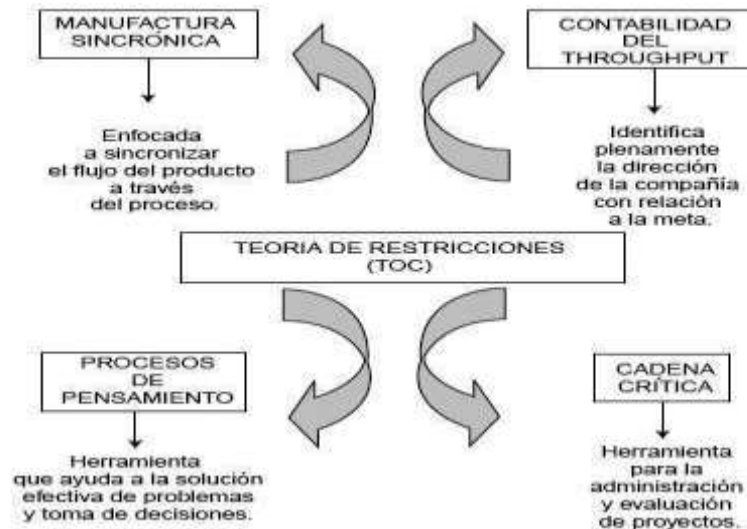 MANUFACTURA
SINCRÓNICA
Enfocada
a sincronizar
el flujo del producto
a través
del proceso.
CONTABILIDAD
DEL
THROUGHPUT
Identifica
plenamente
la dirección
de la compañía
con relación
a la meta.
TEORIA DE RESTRICCIONES
(TOC)
PROCESOS
DE
PENSAMIENTO
Herramienta
que ayuda a la solución
efectiva de problemas
y toma de decisiones.
CADENA
CRÍTICA
Herramienta
para la
administración
y evaluación
de proyectos.